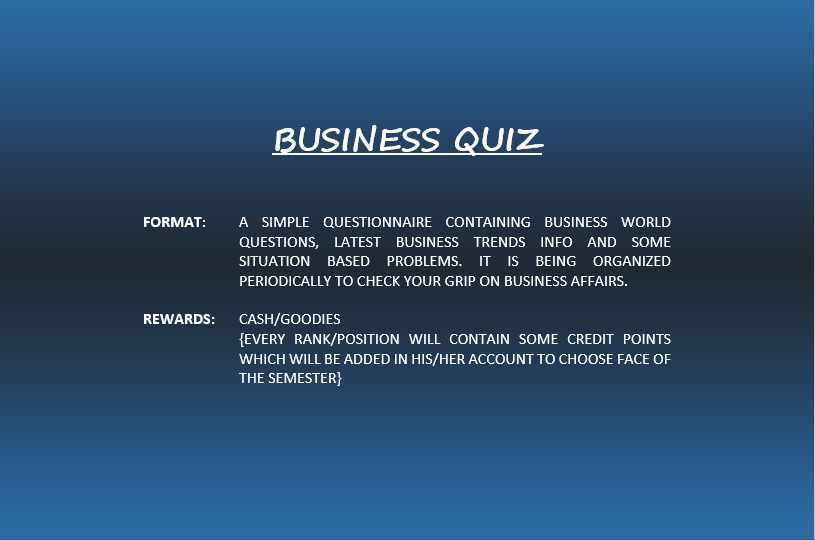 BUSINESS QUIZ
FORMAT: A SIMPLE QUESTIONNAIRE CONTAINING BUSINESS WORLD
QUESTIONS, LATEST BUSINESS TRENDS INFO AND SOME
SITUATION BASED PROBLEMS. IT IS BEING ORGANIZED
PERIODICALLY TO CHECK YOUR GRIP ON BUSINESS AFFAIRS.
REWARDS: CASH/GOODIES
{EVERY RANK/POSITION WILL CONTAIN SOME CREDIT POINTS
WHICH WILL BE ADDED IN HIS/HER ACCOUNT TO CHOOSE FACE OF
THE SEMESTER}